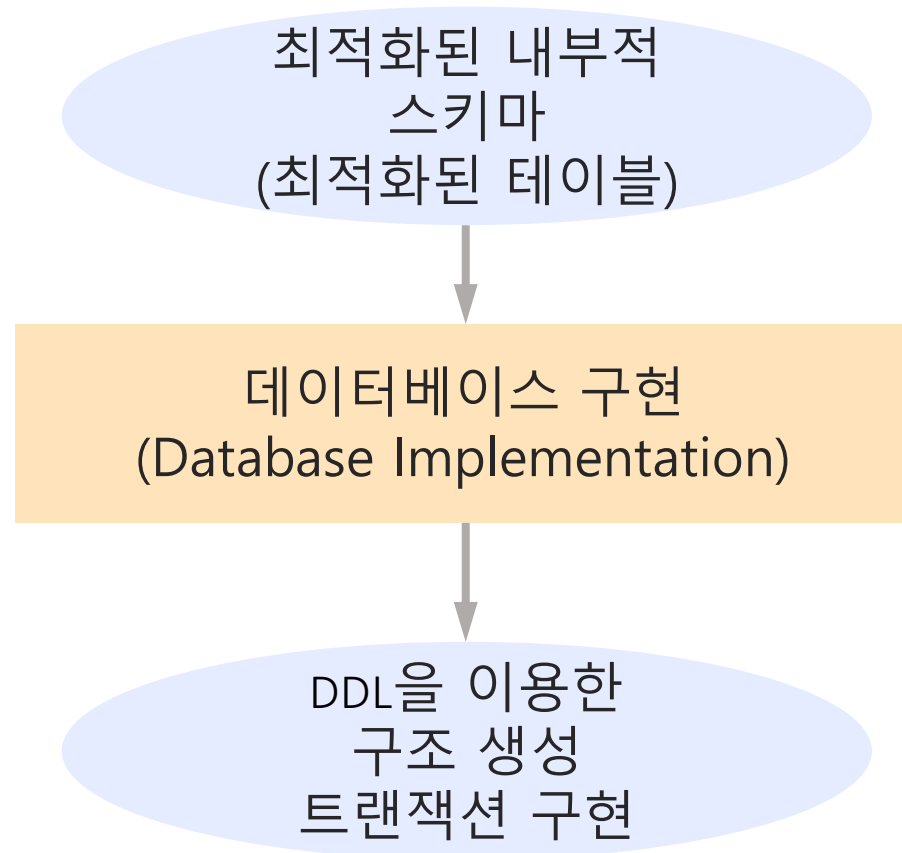 최적화된 내부적
스키마
(최적화된 테이블)
데이터베이스 구현
(Database Implementation)
DDL을 이용한
구조 생성
트랜잭션 구현